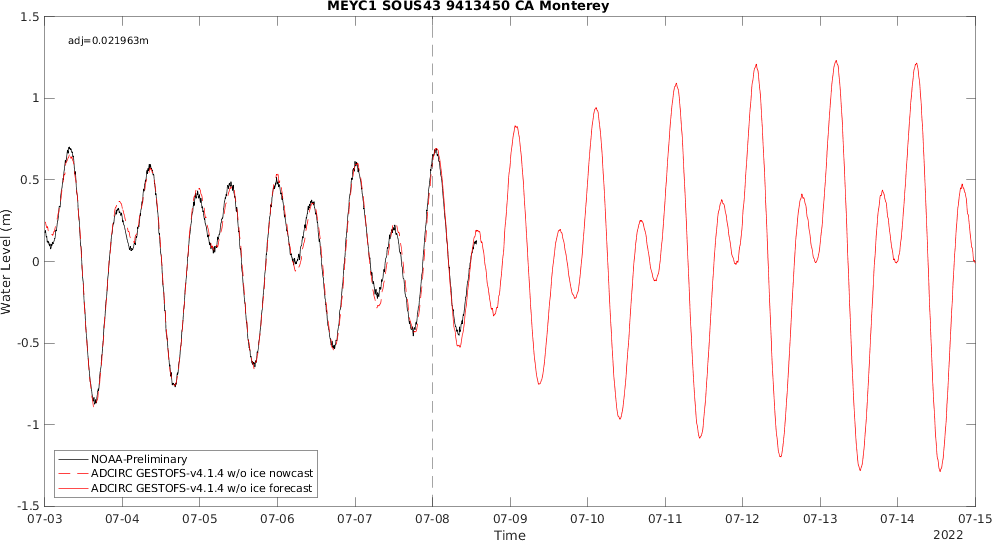 MEYC1 SOUS43 9413450 CA Monterey
adj=0.021963m
1.5
1
0.5
0
-0.5
-1
-1.5
Water Level (m)
NOAA-Preliminary
ADCIRC GESTOFS-v4.1.4 w/o ice nowcast
ADCIRC GESTOFS-v4.1.4 w/o ice forecast
07-03 07-04 07-05 07-06 07-07 07-08 07-09 07-10 07-11 07-12 07-13 07-14 07-15
Time
2022